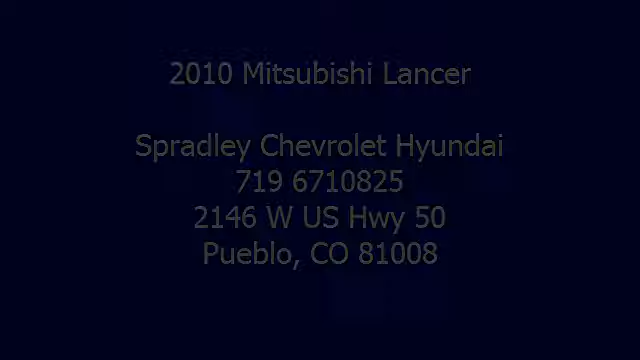 2010 Mitsubishi Lancer
Spradley Chevrolet Hyundai
719 6710825
2146 W US Hwy 50
Pueblo, CO 81008